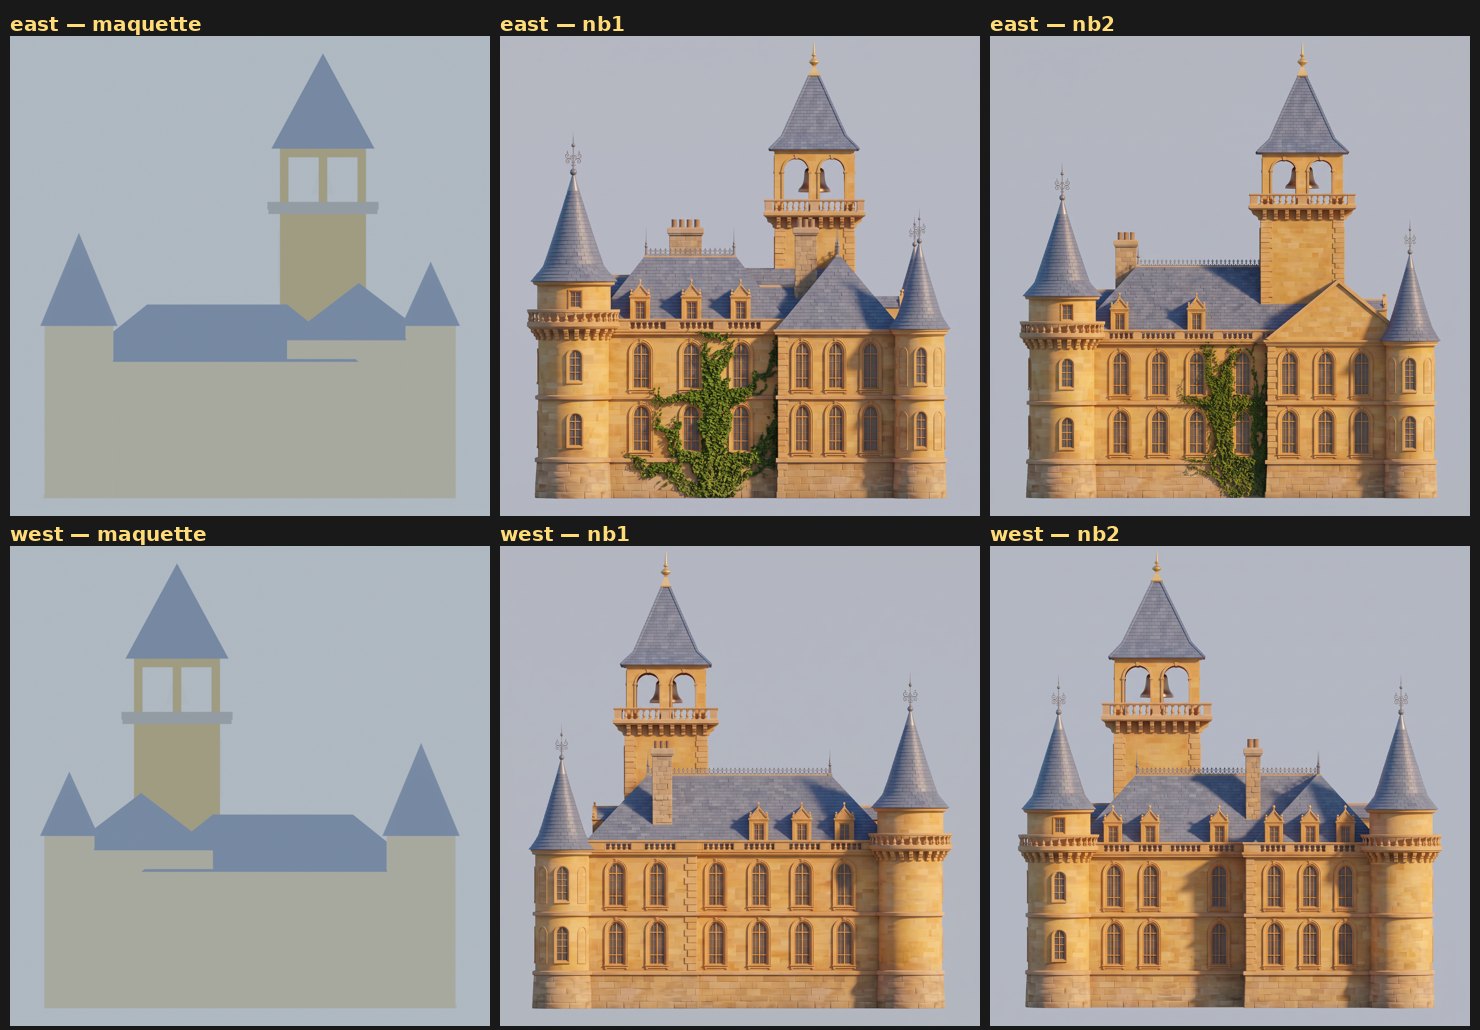 east — maquette
east — nb1
east — nb2
west — maquette
west — nb1
west — nb2